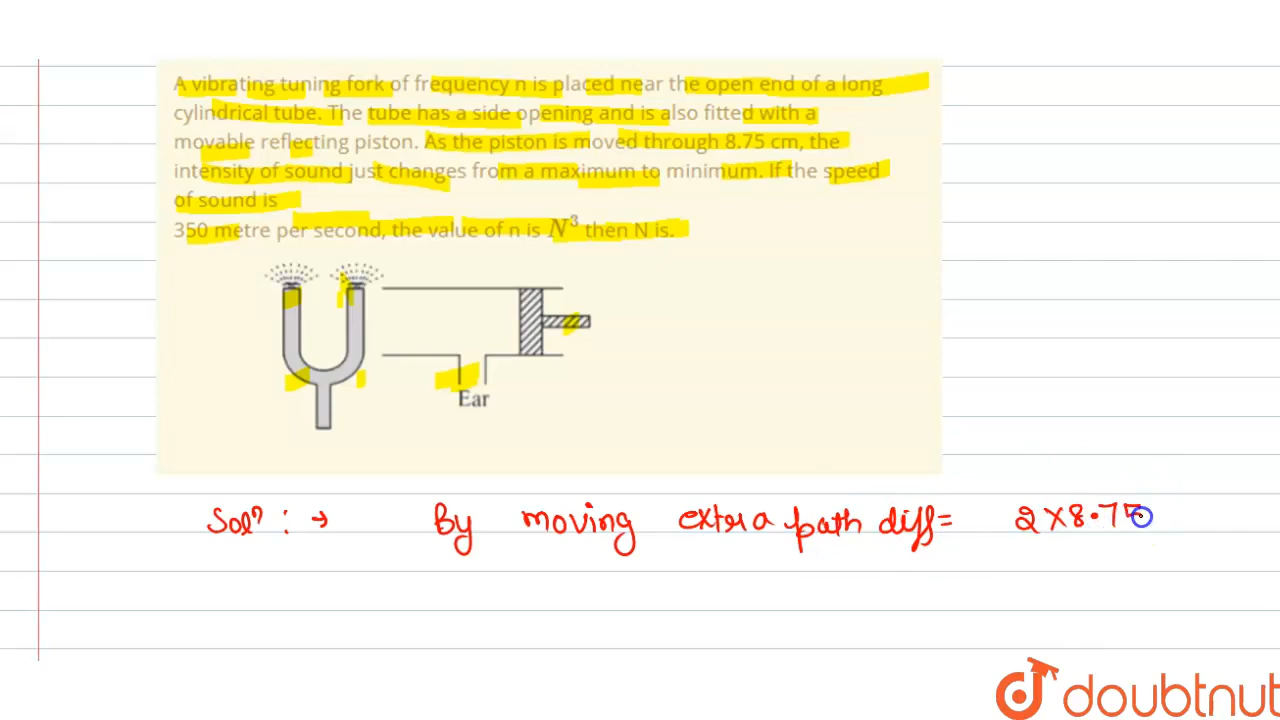 A vibrating tuning fork of frequency n is placed near the open end of a long
cylindrical tube. The tube has a side opening and is also fitted with a
movable reflecting piston. As the piston is moved through 8.75 cm, the
intensity of sound just changes from a maximum to minimum. If the speed
of sound is
350 metre per second, the value of n is N³ then N is.
Ear
Solⁿ : → By moving extra path diff = 2×8.75
doubtnut